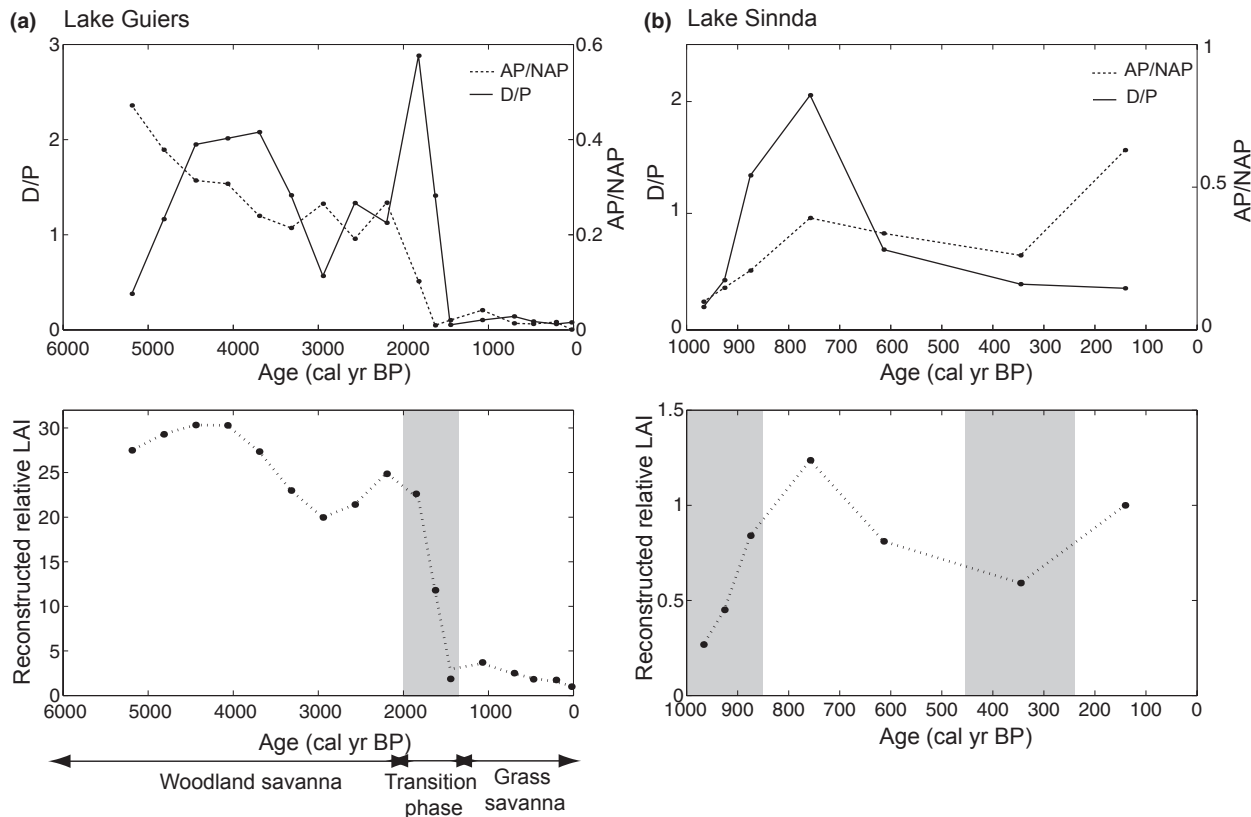 (a) Lake Guiers
3
2
1
0
D/P
0.6
0.4
0.2
0
AP/NAP
AP/NAP
D/P
6000 5000 4000 3000 2000 1000 0
Age (cal yr BP)
(b) Lake Sinnda
2
1
0
D/P
1
0.5
0
AP/NAP
AP/NAP
D/P
1000 900 800 700 600 500 400 300 200 100 0
Age (cal yr BP)
30
25
20
15
10
5
0
Reconstructed relative LAI
6000 5000 4000 3000 2000 1000 0
Age (cal yr BP)
Woodland savanna
Transition
phase
Grass
savanna
1.5
1
0.5
0
Reconstructed relative LAI
1000 900 800 700 600 500 400 300 200 100 0
Age (cal yr BP)